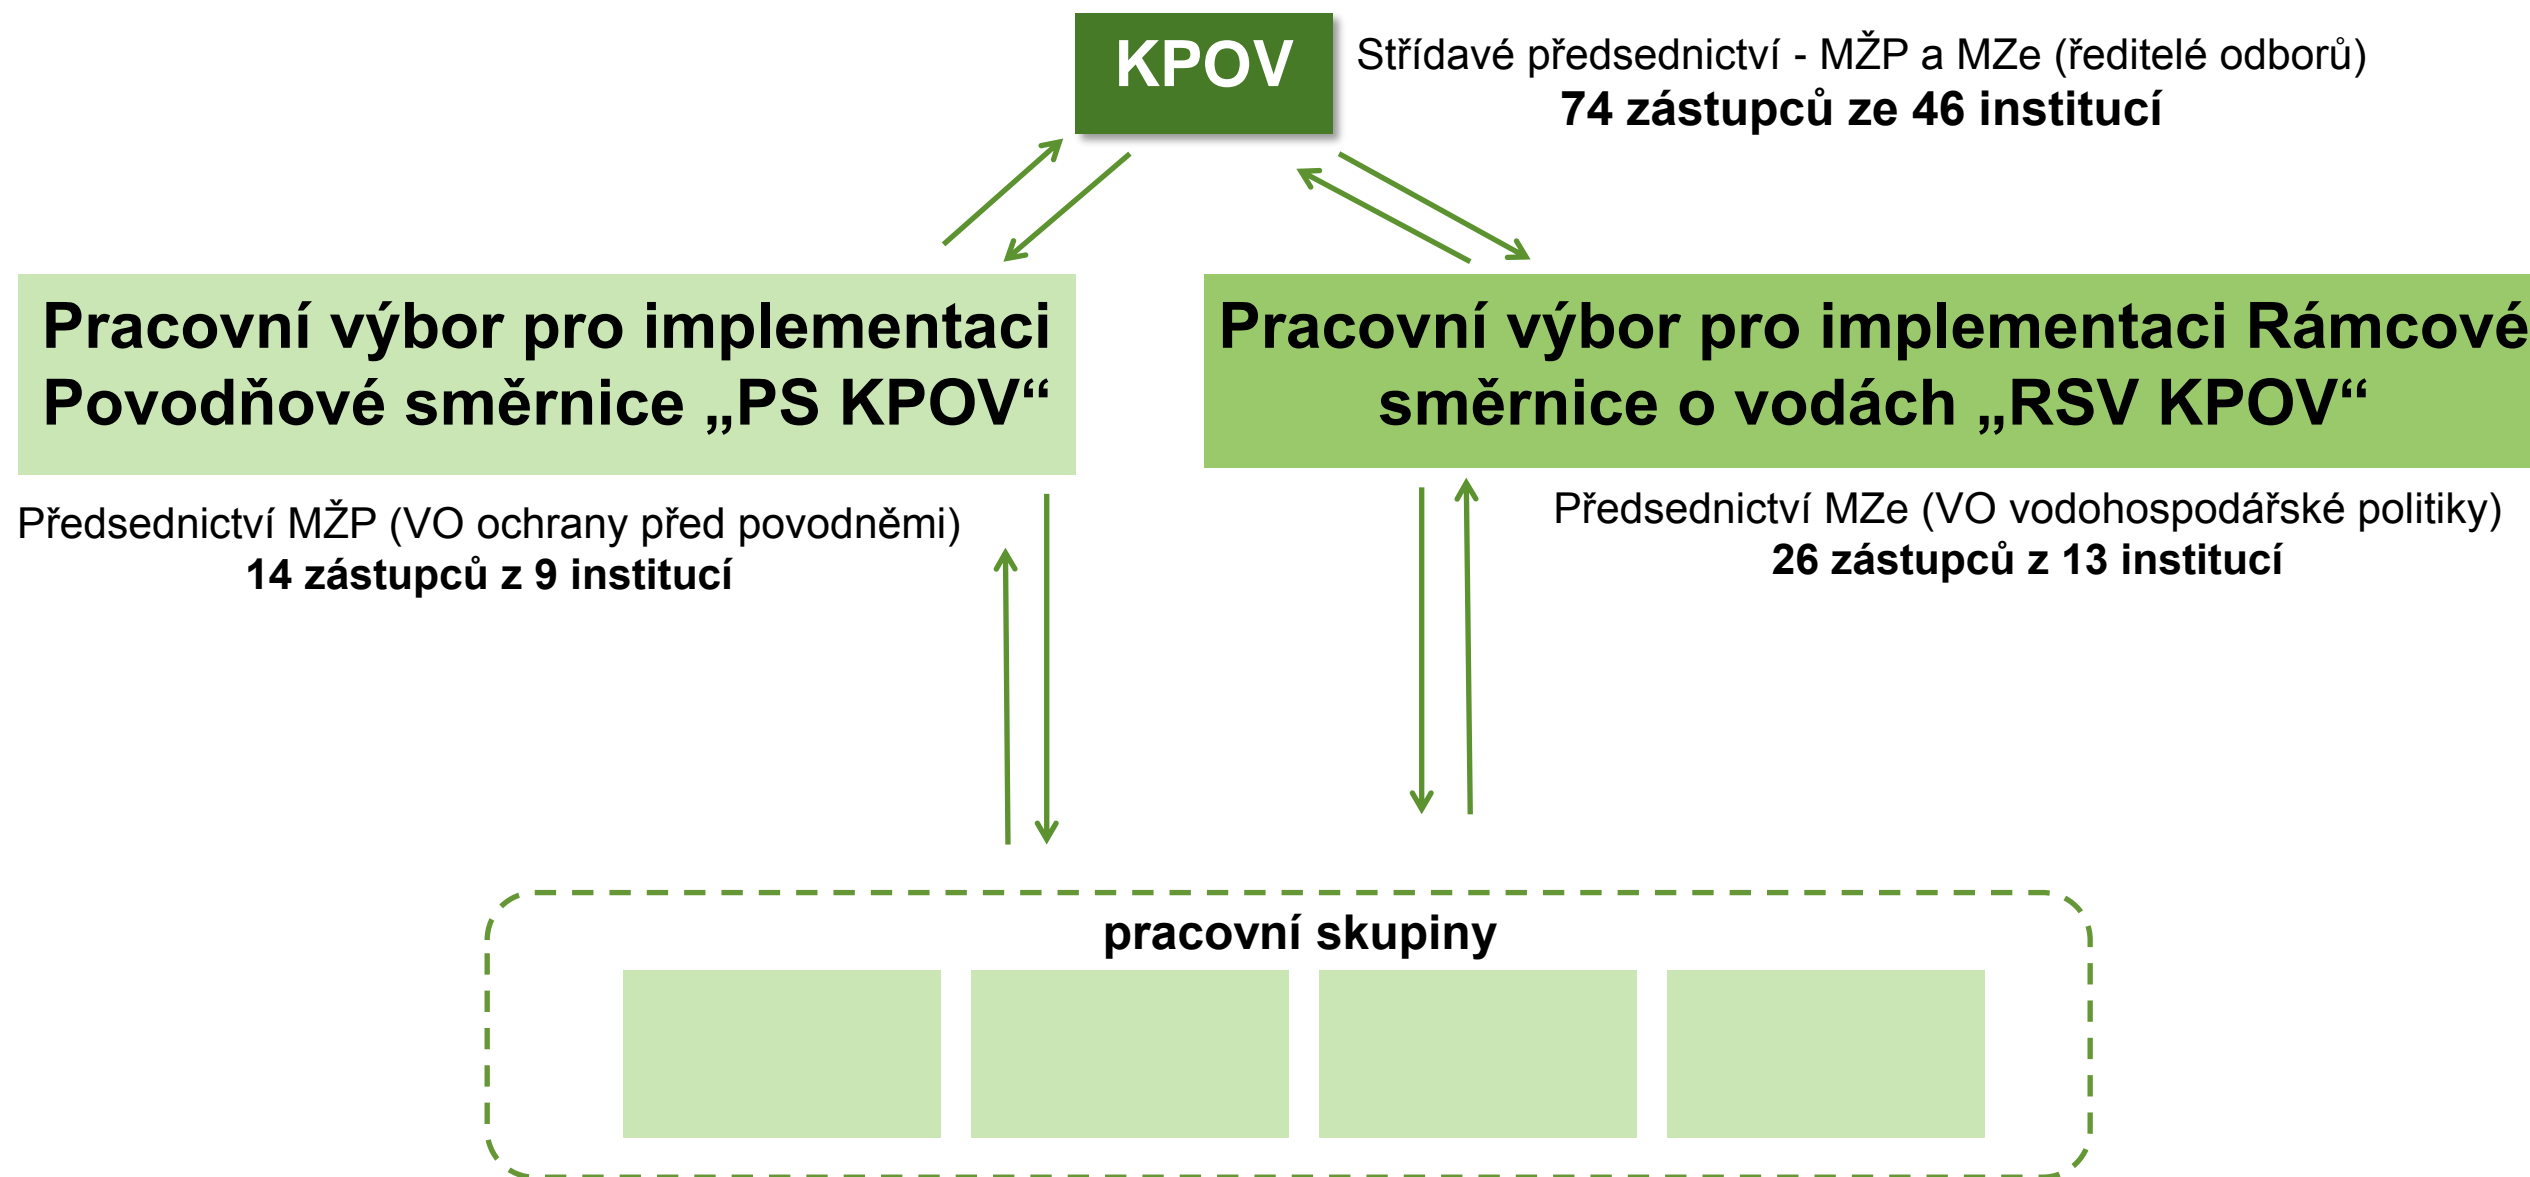 KPOV
Střídavé předsednictví - MŽP a MZe (ředitelé odborů)
74 zástupců ze 46 institucí
Pracovní výbor pro implementaci
Povodňové směrnice „PS KPOV“
Pracovní výbor pro implementaci Rámcové
směrnice o vodách „RSV KPOV“
Předsednictví MŽP (VO ochrany před povodněmi)
14 zástupců z 9 institucí
Předsednictví MZe (VO vodohospodářské politiky)
26 zástupců z 13 institucí
pracovní skupiny